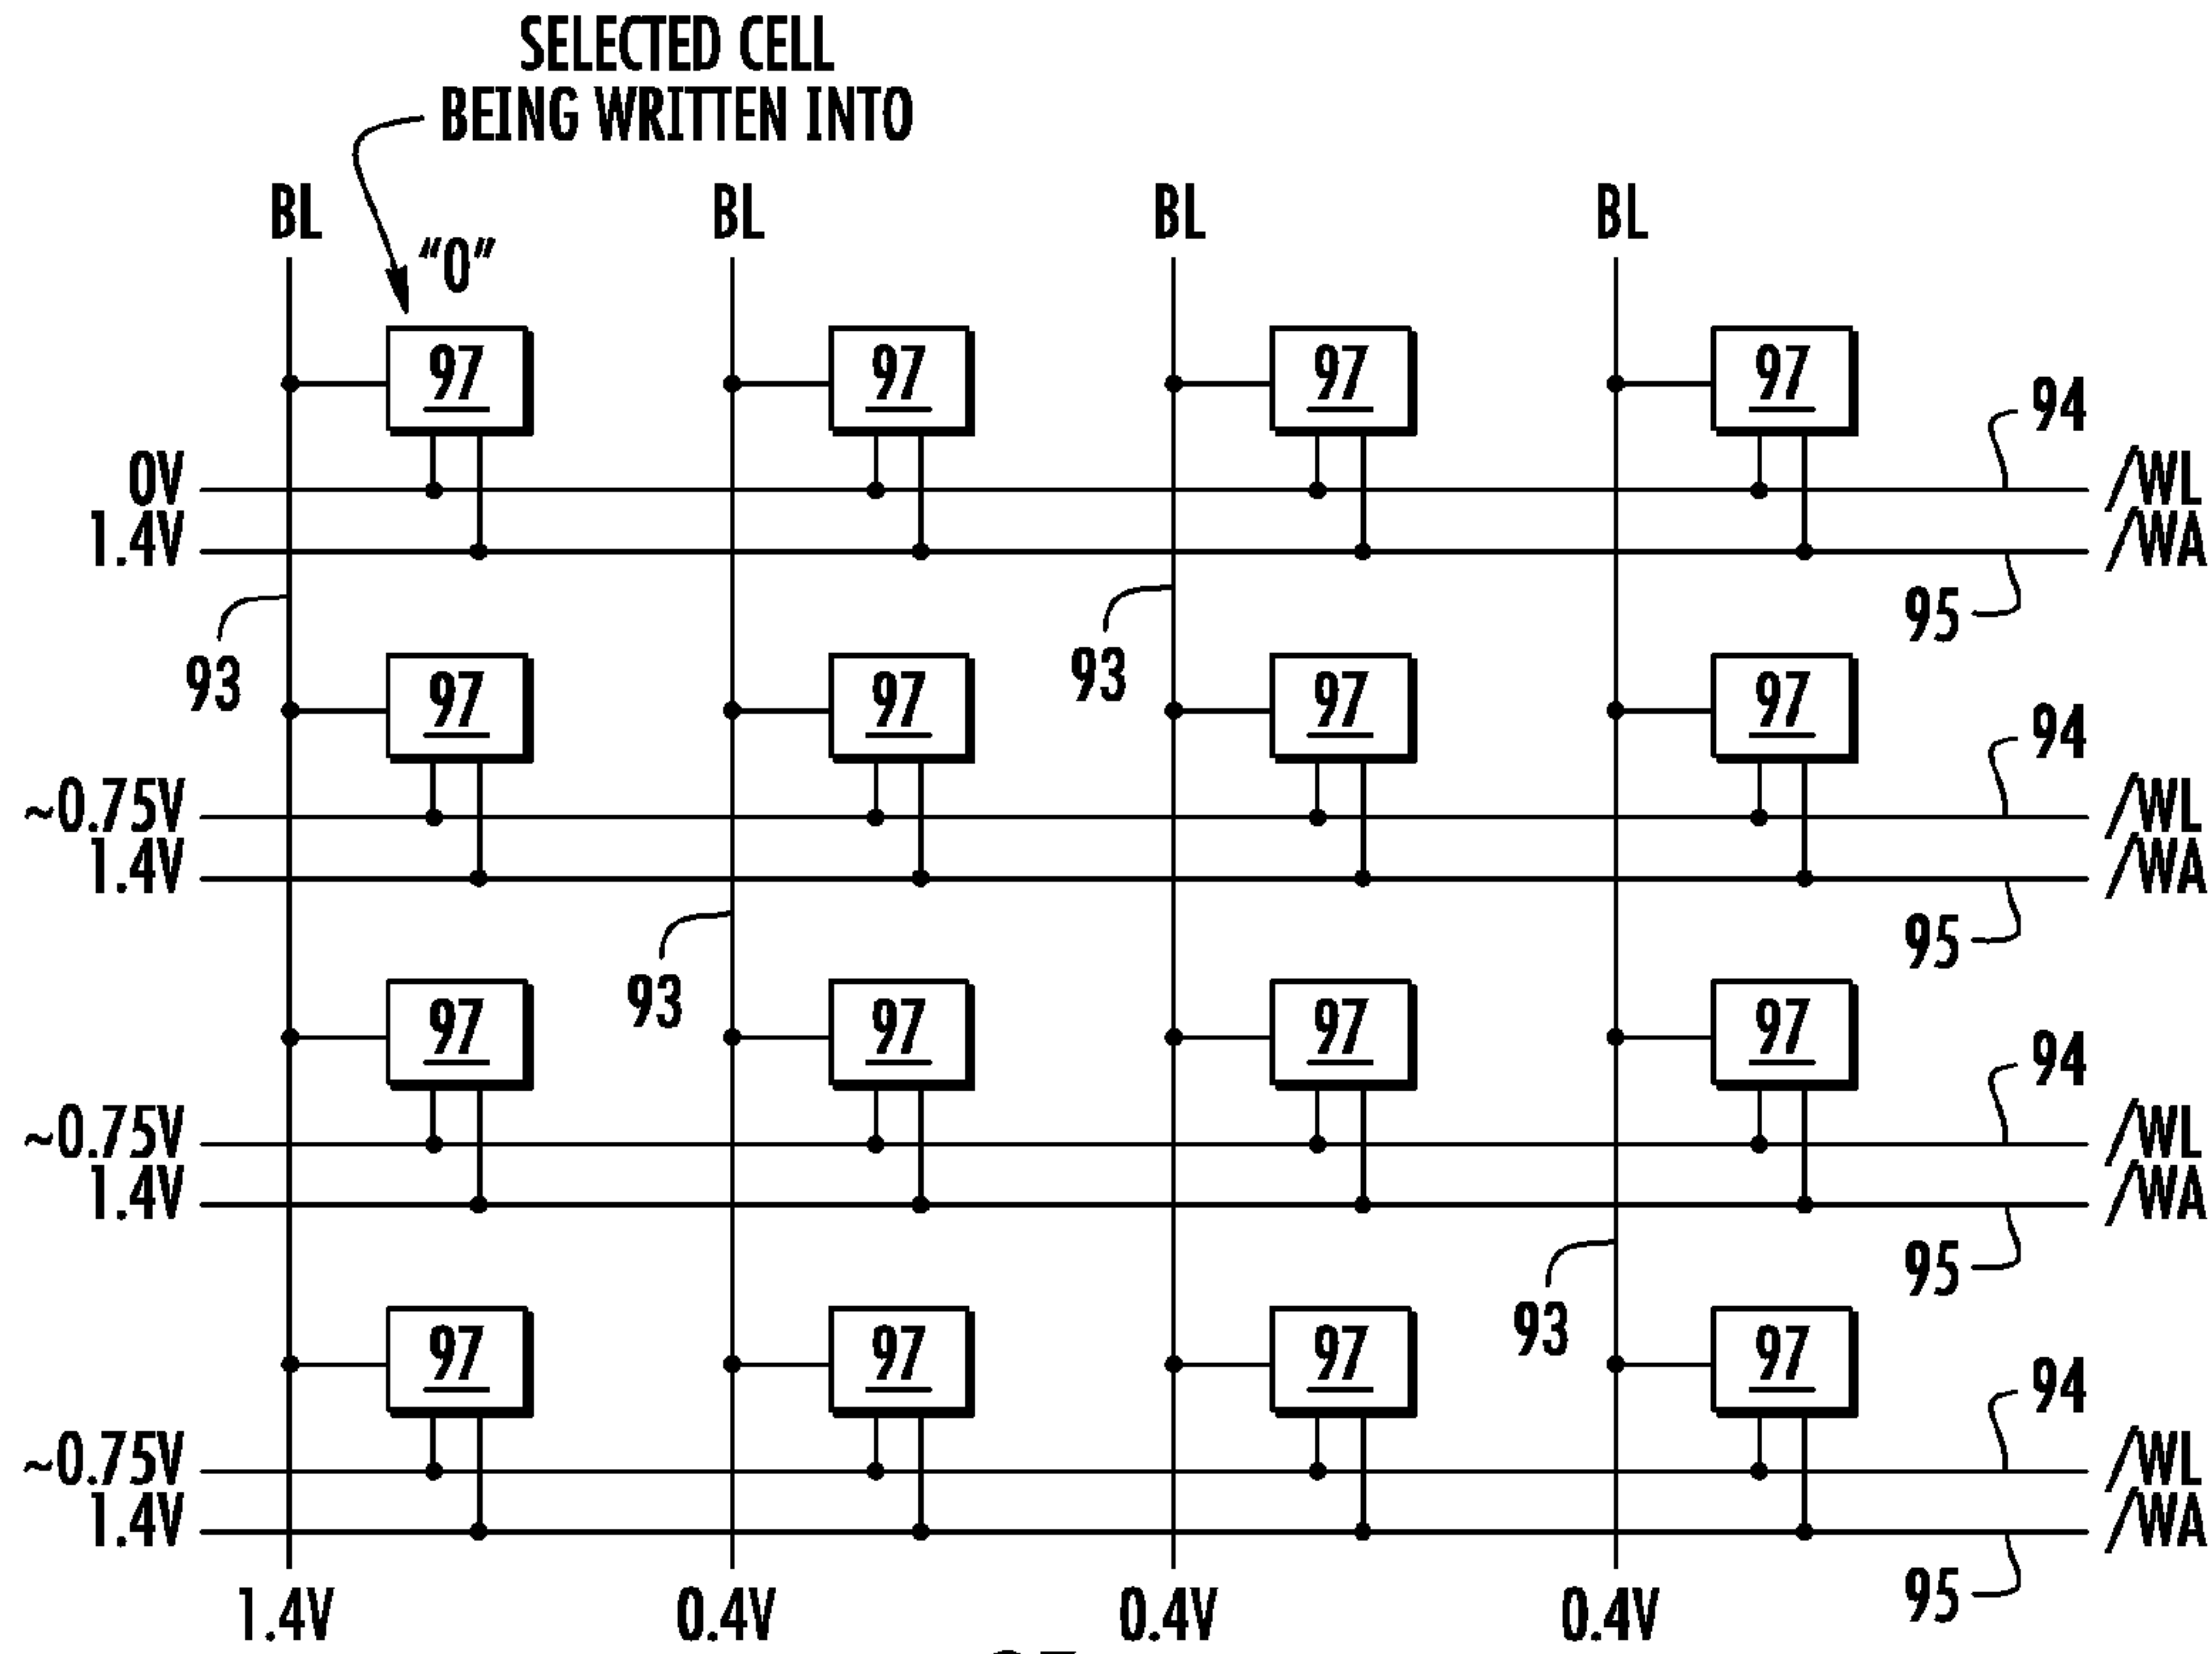 SELECTED CELL
BEING WRITTEN INTO
BL BL BL BL
“0”
97 97 97 97
94
0V /WL
1.4V /WA
95
93 93
97 97 97 97
94
~0.75V /WL
1.4V /WA
95
93
97 97 97 97
94
~0.75V /WL
1.4V /WA
95
93
97 97 97 97
94
~0.75V /WL
1.4V /WA
95
1.4V 0.4V 0.4V 0.4V